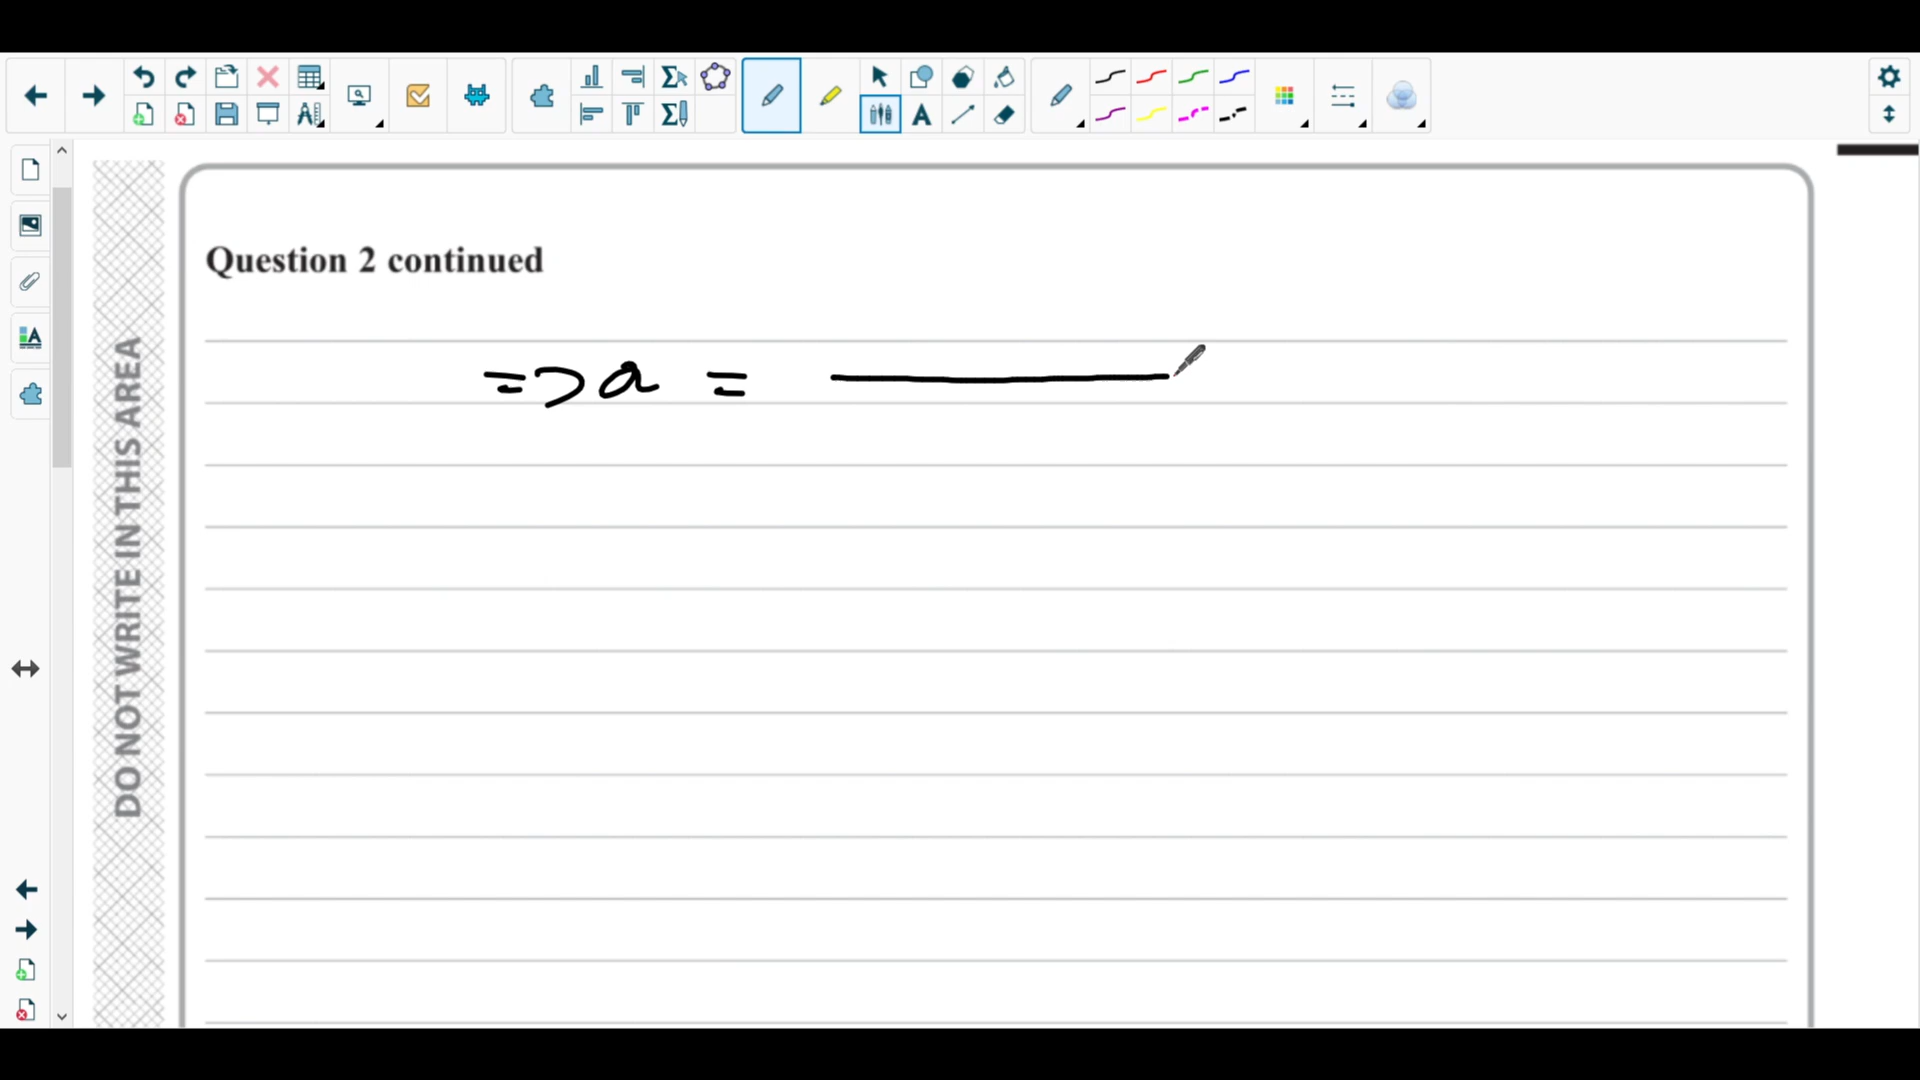 Question 2 continued
=> a =
DO NOT WRITE IN THIS AREA